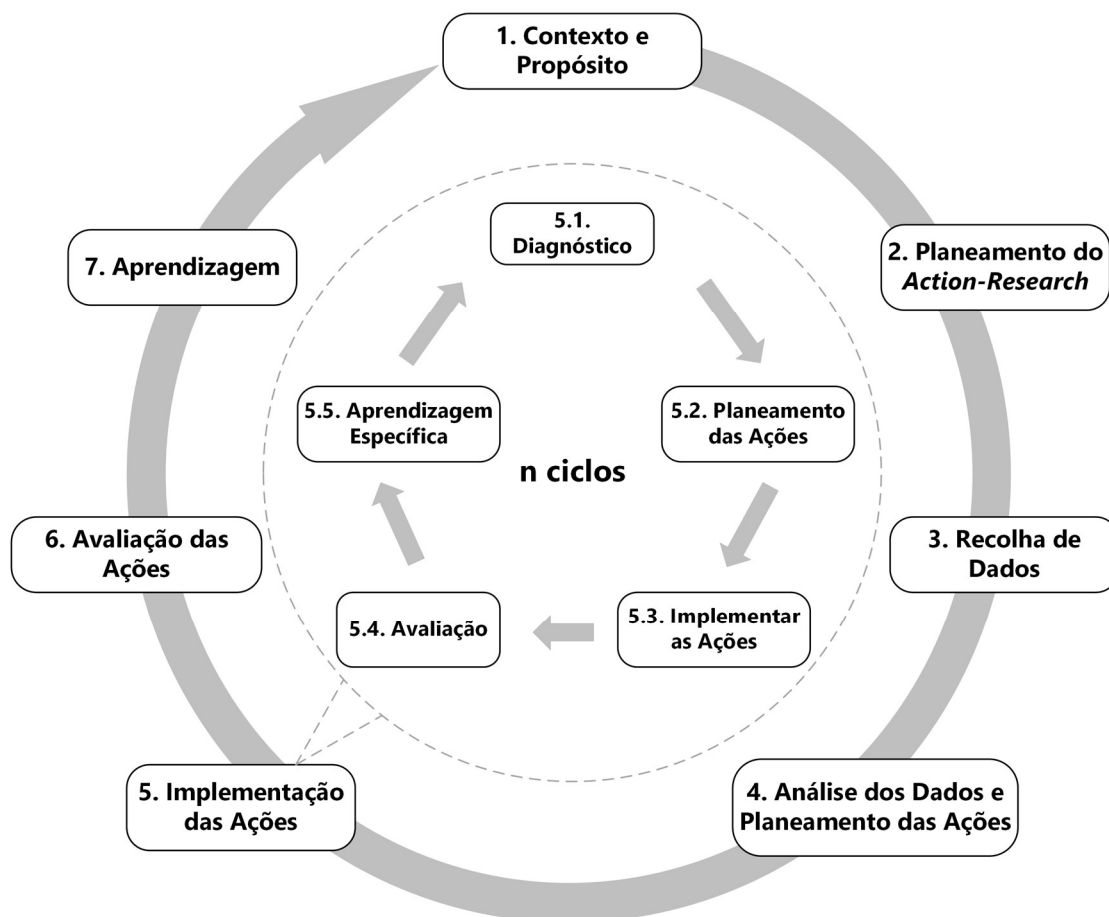 1. Contexto e
Propósito
2. Planeamento do
Action-Research
3. Recolha de
Dados
4. Análise dos Dados e
Planeamento das Ações
5. Implementação
das Ações
6. Avaliação das
Ações
7. Aprendizagem
5.1.
Diagnóstico
5.2. Planeamento
das Ações
5.3. Implementar
as Ações
5.4. Avaliação
5.5. Aprendizagem
Específica
n ciclos